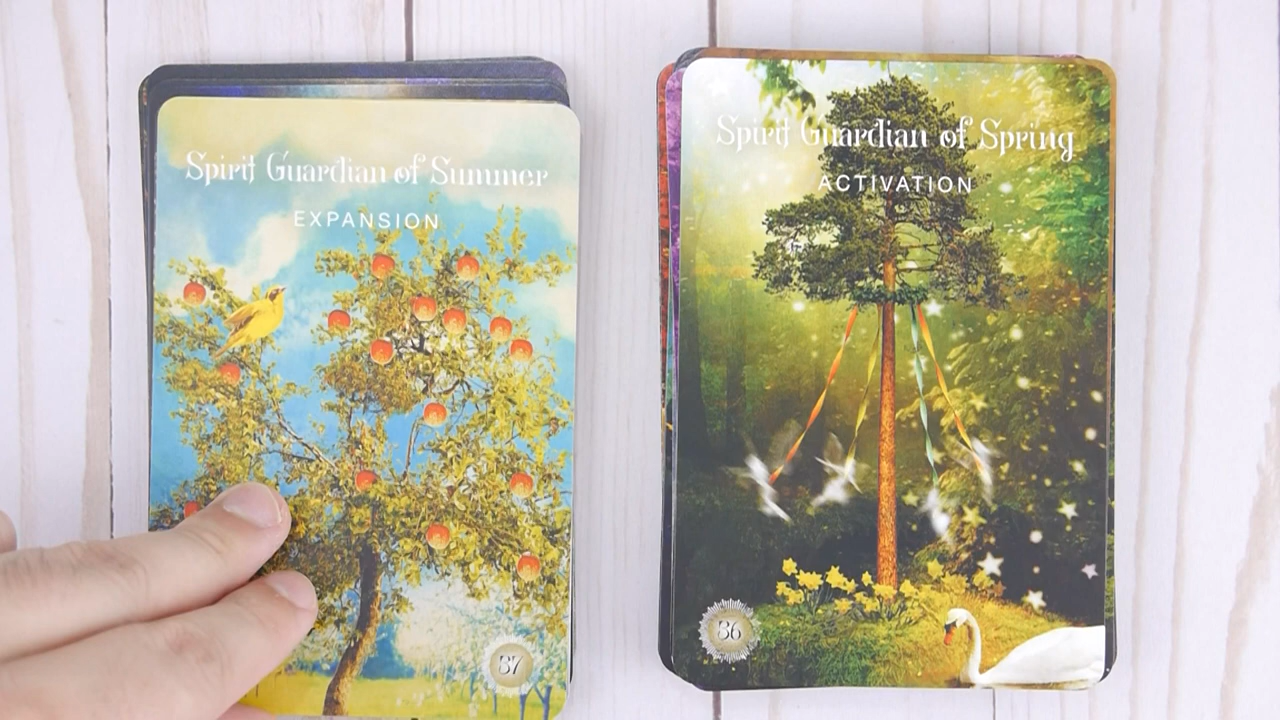 Spirit Guardian of Summer
EXPANSION
37
Spirit Guardian of Spring
ACTIVATION
36